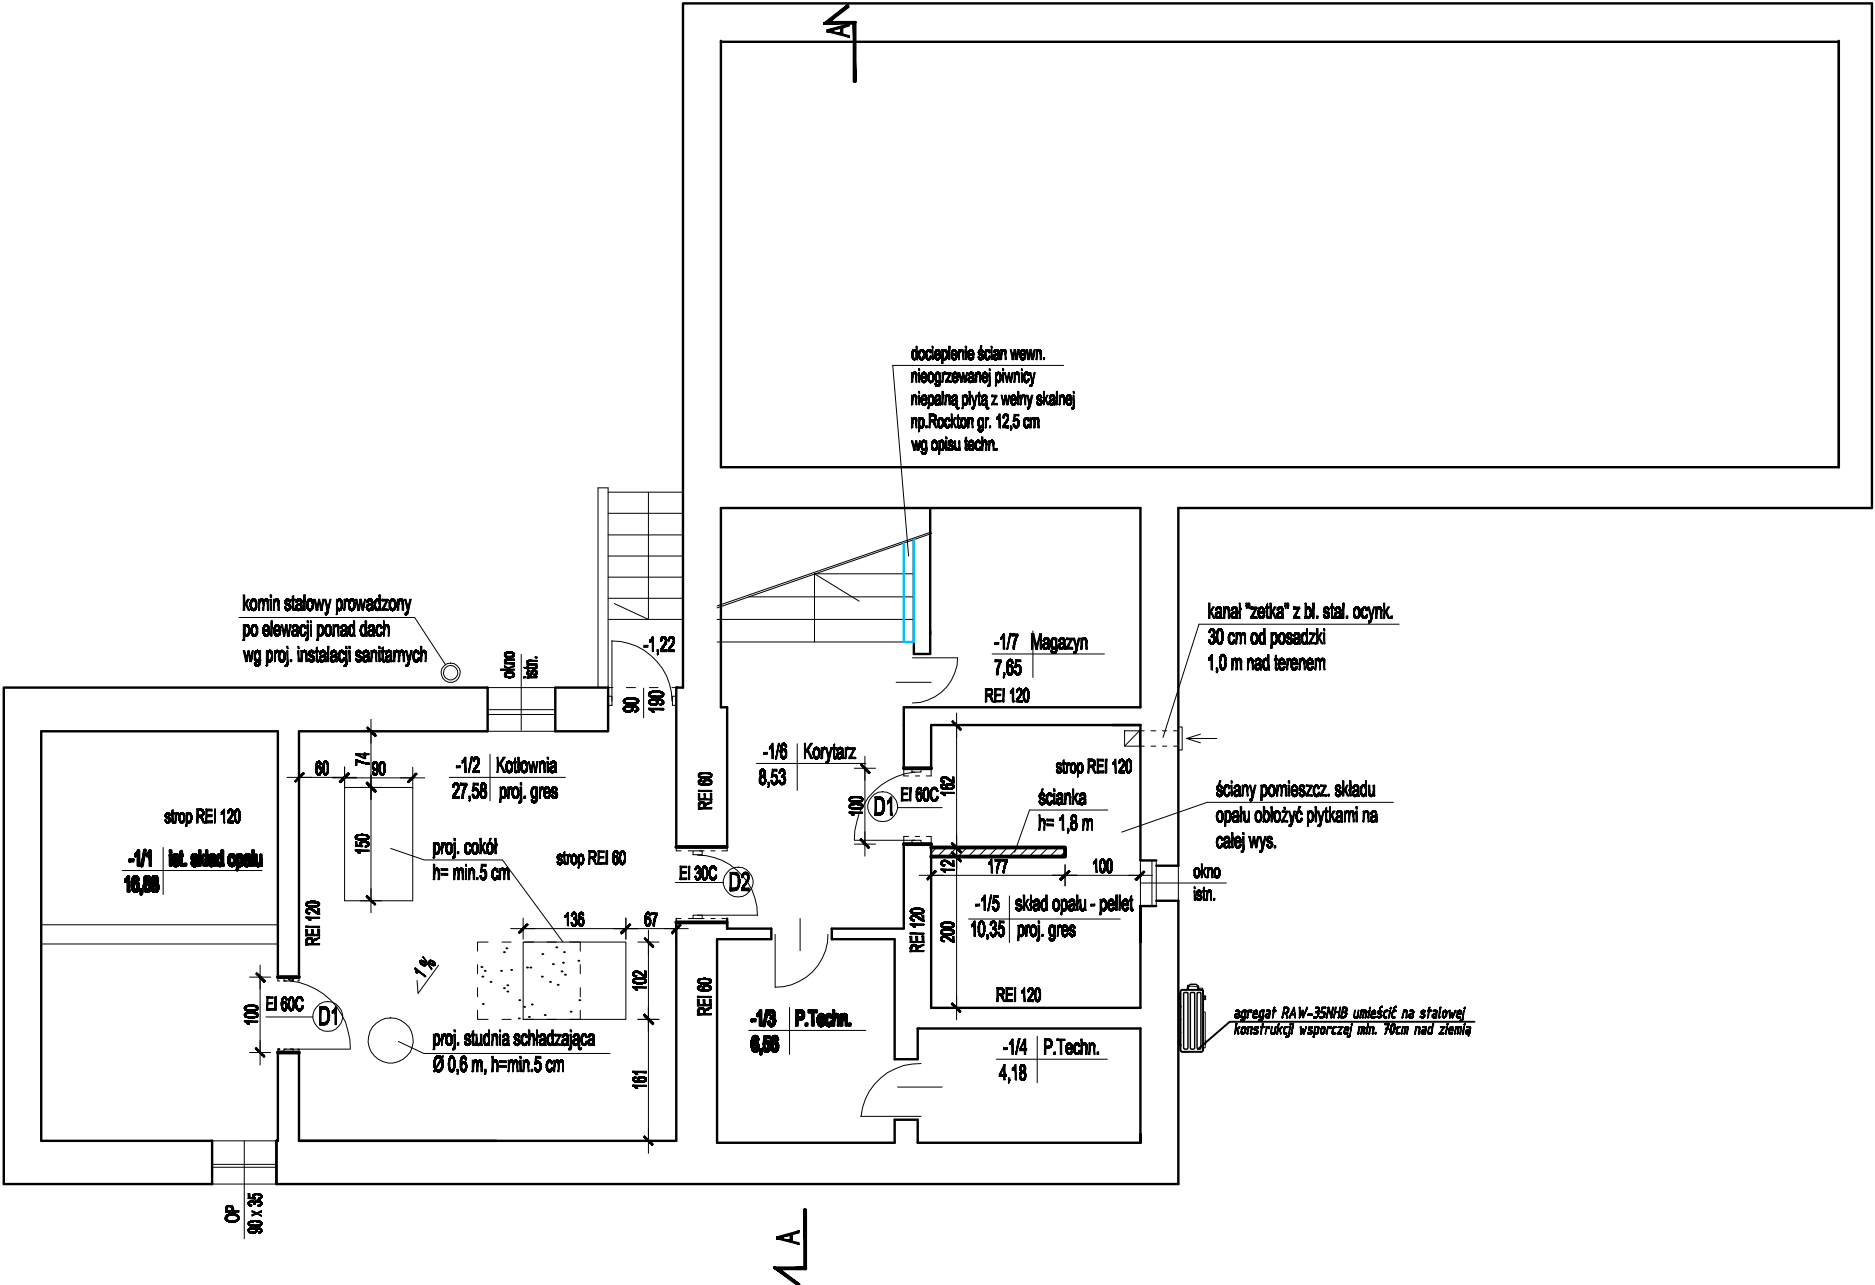 A
docieplenie ścian wewn.
nieogrzewanej piwnicy
niepalną płytą z wełny skalnej
np.Rockton gr. 12,5 cm
wg opisu techn.
komin stalowy prowadzony
po elewacji ponad dach
wg proj. instalacji sanitarnych
okno
istn.
-1,22
90
190
-1/7 Magazyn
7,65
REI 120
kanał "zetka" z bl. stal. ocynk.
30 cm od posadzki
1,0 m nad terenem
74
60
90
150
-1/2 Kotłownia
27,58 proj. gres
REI 60
-1/6 Korytarz
8,53
100
D1
EI 60C
162
strop REI 120
ścianka
h= 1,8 m
ściany pomieszcz. składu
opału obłożyć płytkami na
całej wys.
strop REI 120
-1/1 ist. skład opału
proj. cokół
h= min.5 cm
strop REI 60
EI 30C
D2
12
177
100
okno
istn.
-1/5 skład opału - pellet
10,35 proj. gres
REI 120
200
REI 120
REI 120
136
67
102
161
1 %
EI 60C
100
D1
proj. studnia schładzająca
Ø 0,6 m, h=min.5 cm
REI 60
-1/3 P.Techn.
-1/4 P.Techn.
4,18
agregat RAW-35NHB umieścić na stalowej
konstrukcji wsporczej min. 70cm nad ziemią
OP
90 x 35
A